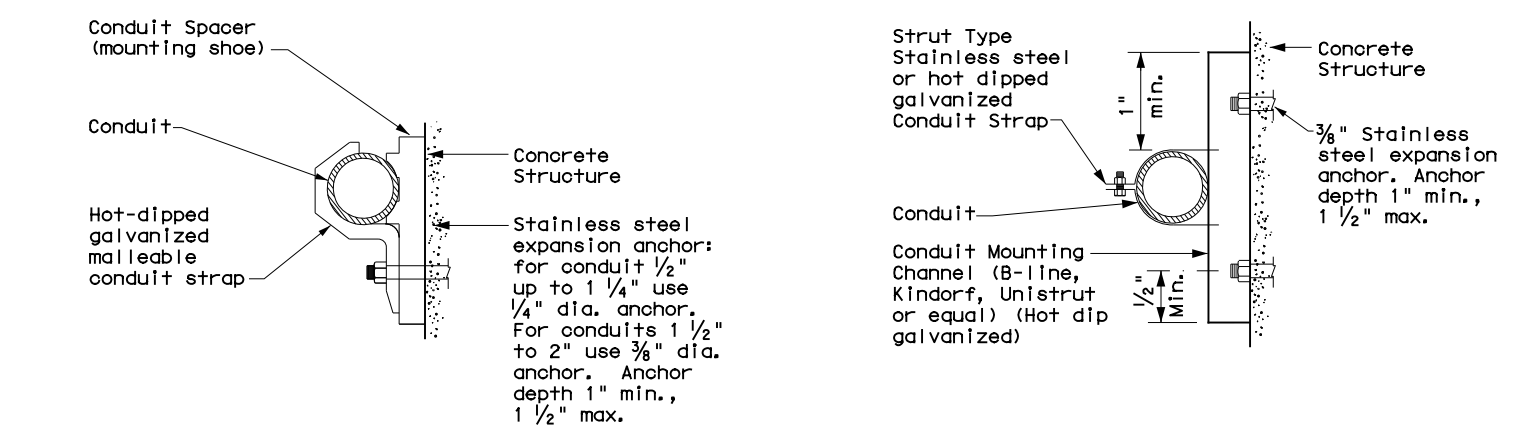 Conduit Spacer
(mounting shoe)
Conduit
Hot-dipped
galvanized
malleable
conduit strap
Concrete
Structure
Stainless steel
expansion anchor:
for conduit ½"
up to 1 ¼" use
¼" dia. anchor.
For conduits 1 ½"
to 2" use ⅜" dia.
anchor. Anchor
depth 1" min.,
1 ½" max.
Strut Type
Stainless steel
or hot dipped
galvanized
Conduit Strap
Conduit
Conduit Mounting
Channel (B-line,
Kindorf, Unistrut
or equal) (Hot dip
galvanized)
1"
min.
½"
Min.
Concrete
Structure
⅜" Stainless
steel expansion
anchor. Anchor
depth 1" min.,
1 ½" max.